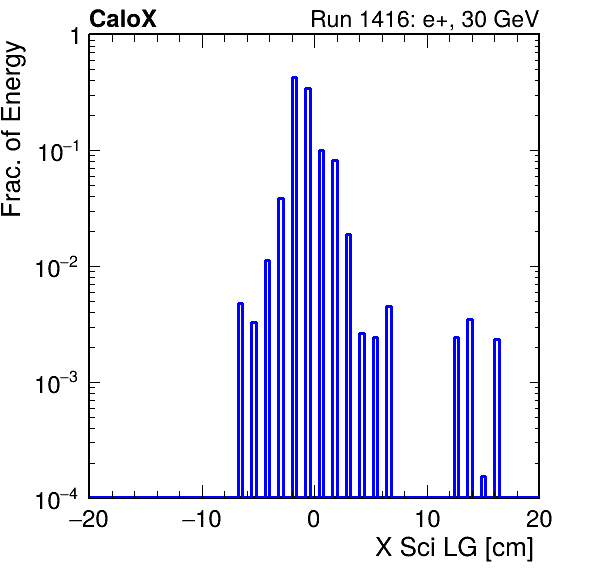 CaloX Run 1416: e+, 30 GeV
Frac. of Energy
1
10⁻¹
10⁻²
10⁻³
10⁻⁴
−20 −10 0 10 20
X Sci LG [cm]